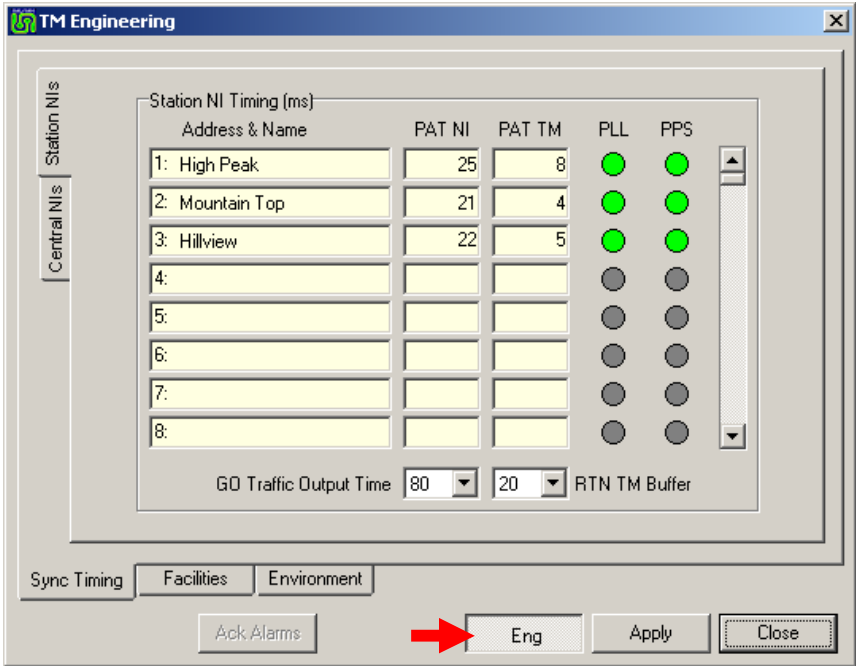 TM Engineering
Station NIs
Central NIs
Station NI Timing (ms)
Address & Name PAT NI PAT TM PLL PPS
1: High Peak 25 8
2: Mountain Top 21 4
3: Hillview 22 5
4:
5:
6:
7:
8:
GO Traffic Output Time 80 20 RTN TM Buffer
Sync Timing Facilities Environment
Ack Alarms Eng Apply Close